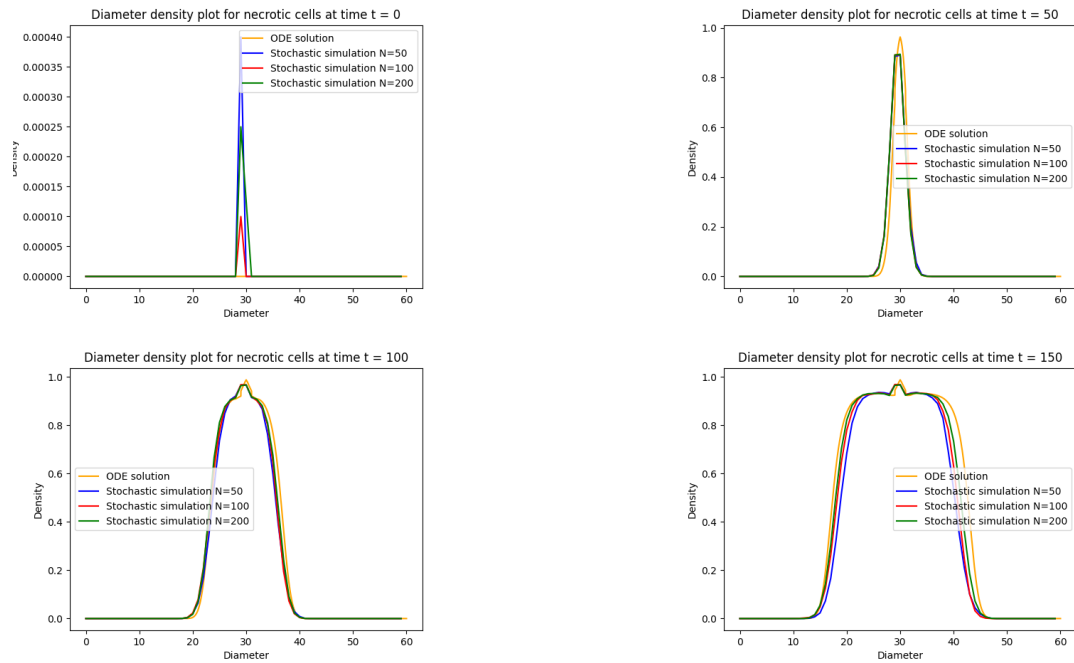 Diameter density plot for necrotic cells at time t = 0
0.00040
0.00035
0.00030
0.00025
0.00020
0.00015
0.00010
0.00005
0.00000
Density
ODE solution
Stochastic simulation N=50
Stochastic simulation N=100
Stochastic simulation N=200
0 10 20 30 40 50 60
Diameter
Diameter density plot for necrotic cells at time t = 50
1.0
0.8
0.6
0.4
0.2
0.0
Density
ODE solution
Stochastic simulation N=50
Stochastic simulation N=100
Stochastic simulation N=200
0 10 20 30 40 50 60
Diameter
Diameter density plot for necrotic cells at time t = 100
1.0
0.8
0.6
0.4
0.2
0.0
Density
ODE solution
Stochastic simulation N=50
Stochastic simulation N=100
Stochastic simulation N=200
0 10 20 30 40 50 60
Diameter
Diameter density plot for necrotic cells at time t = 150
1.0
0.8
0.6
0.4
0.2
0.0
Density
ODE solution
Stochastic simulation N=50
Stochastic simulation N=100
Stochastic simulation N=200
0 10 20 30 40 50 60
Diameter